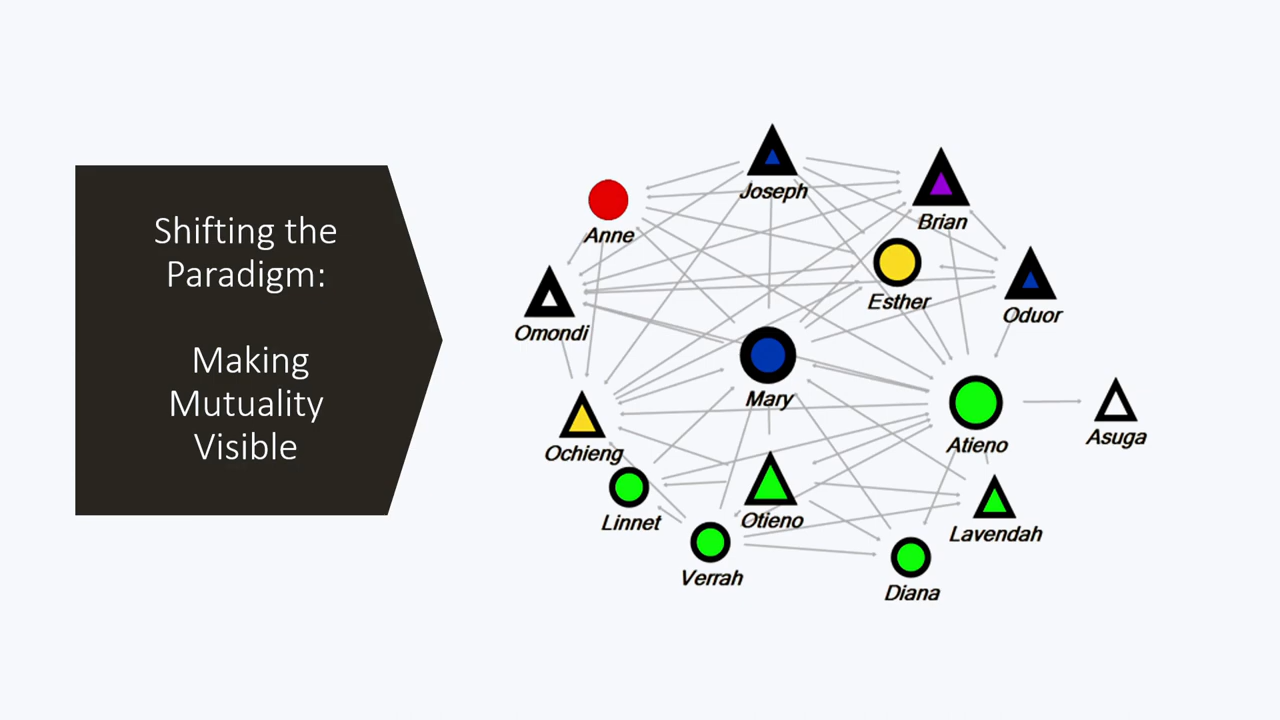 Shifting the
Paradigm:
Making
Mutuality
Visible
Joseph
Brian
Anne
Esther
Oduor
Omondi
Mary
Asuga
Atieno
Ochieng
Linnet
Otieno
Lavendah
Verrah
Diana